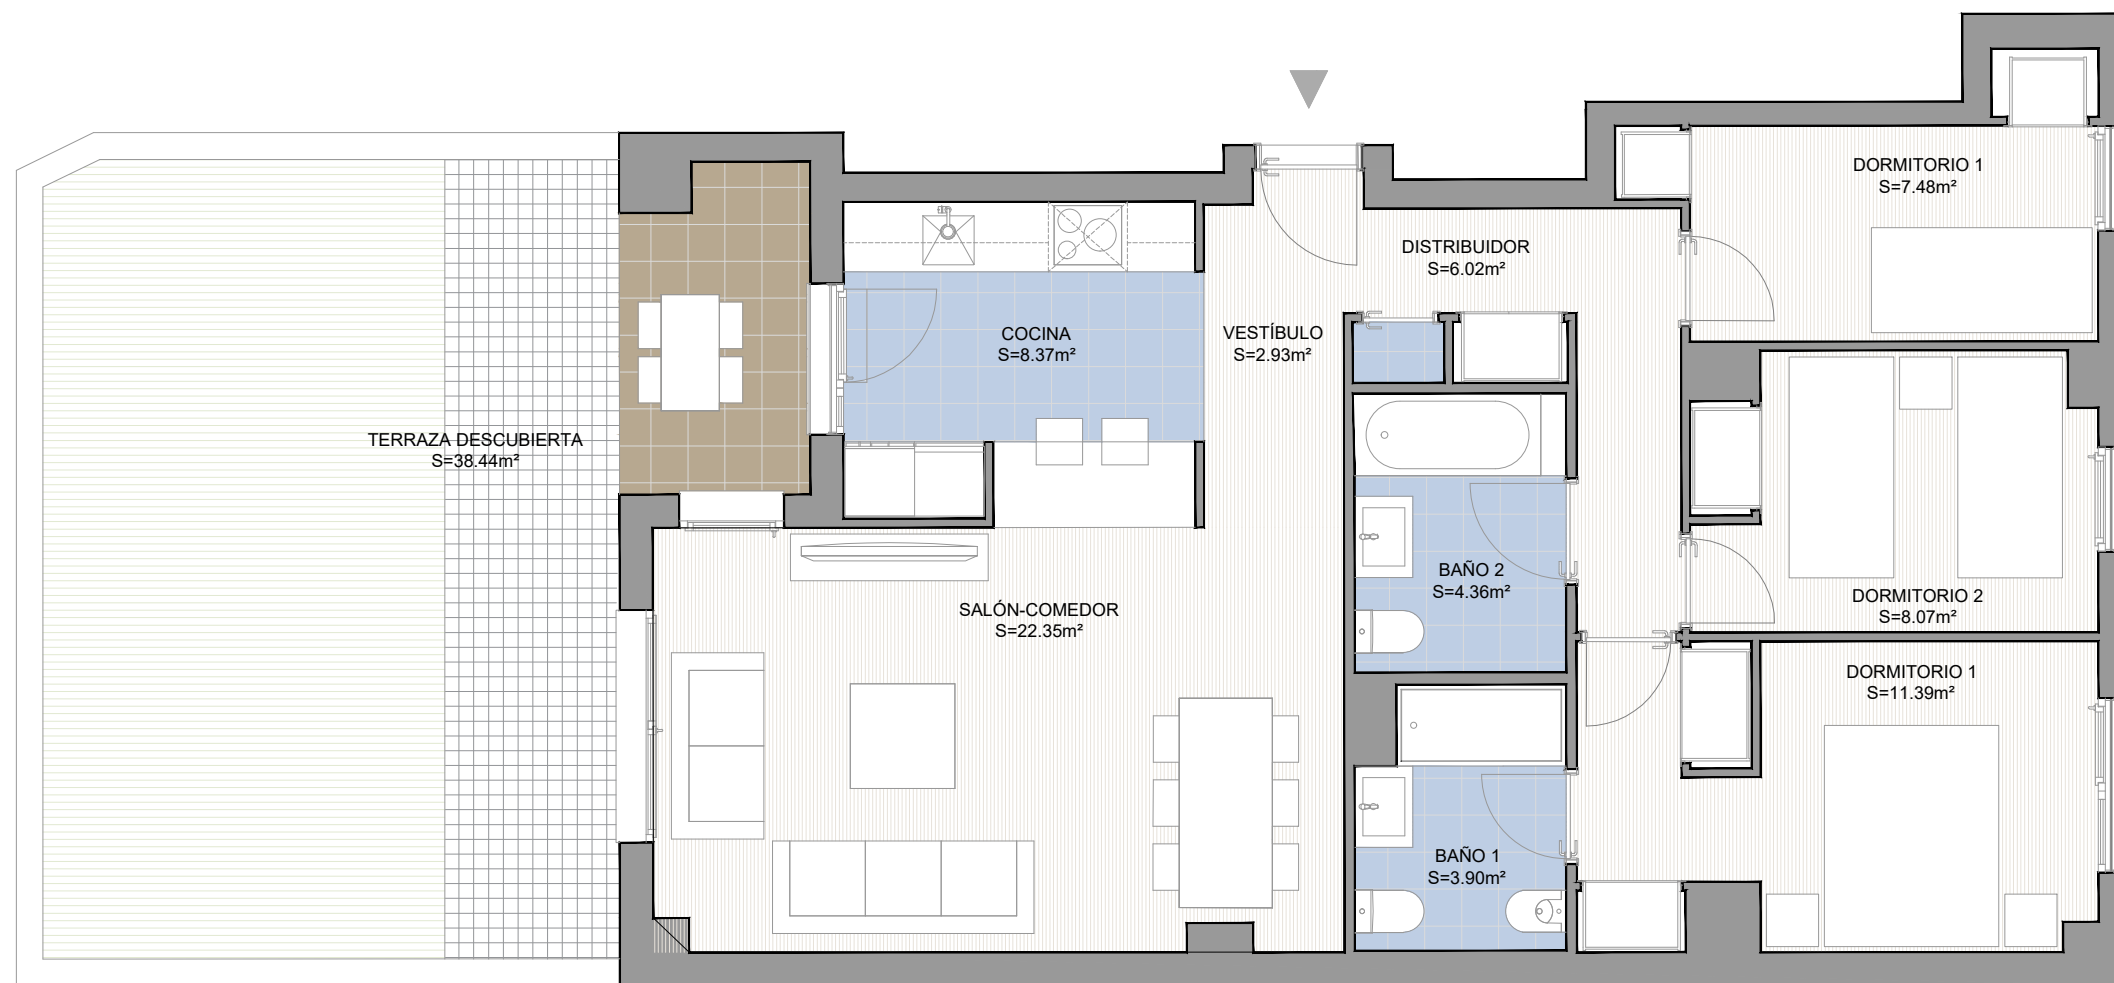 DORMITORIO 1
S=7.48m²
DISTRIBUIDOR
S=6.02m²
COCINA
S=8.37m²
VESTÍBULO
S=2.93m²
TERRAZA DESCUBIERTA
S=38.44m²
BAÑO 2
S=4.36m²
DORMITORIO 2
S=8.07m²
SALÓN-COMEDOR
S=22.35m²
DORMITORIO 1
S=11.39m²
BAÑO 1
S=3.90m²